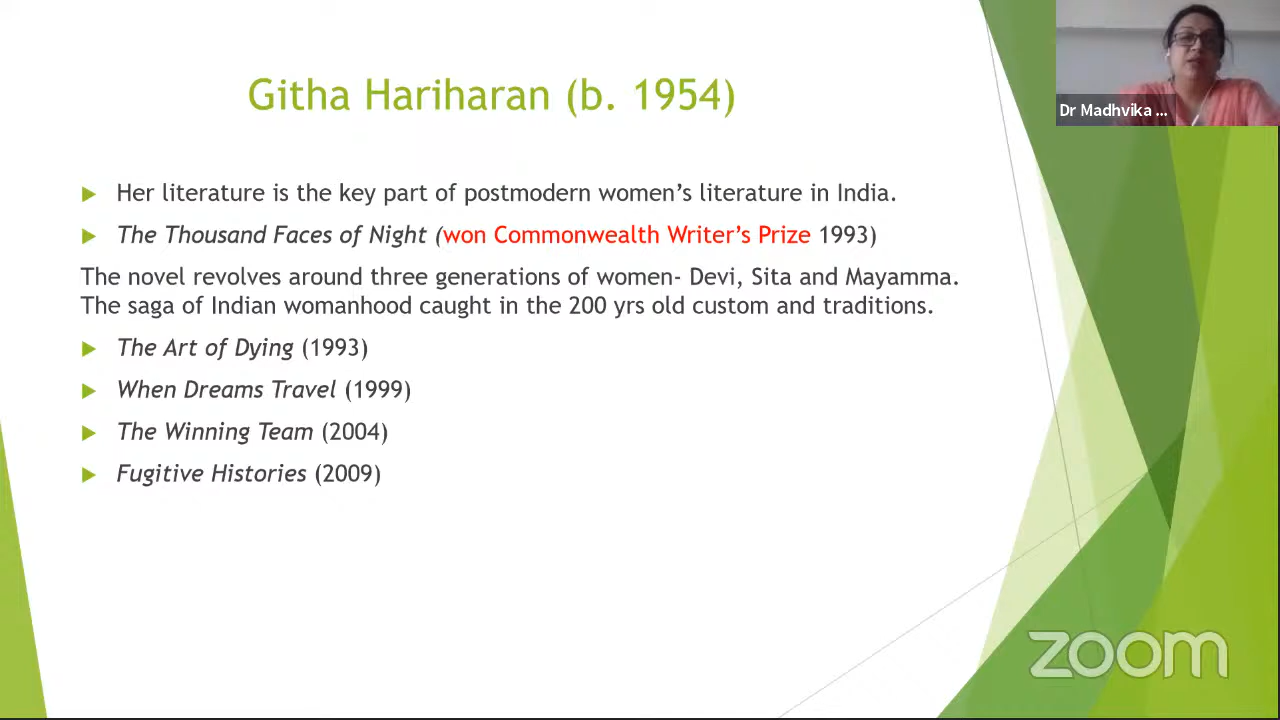 Githa Hariharan (b. 1954)
Dr Madhvika ...
Her literature is the key part of postmodern women's literature in India.
The Thousand Faces of Night (won Commonwealth Writer's Prize 1993)
The novel revolves around three generations of women- Devi, Sita and Mayamma.
The saga of Indian womanhood caught in the 200 yrs old custom and traditions.
The Art of Dying (1993)
When Dreams Travel (1999)
The Winning Team (2004)
Fugitive Histories (2009)
zoom